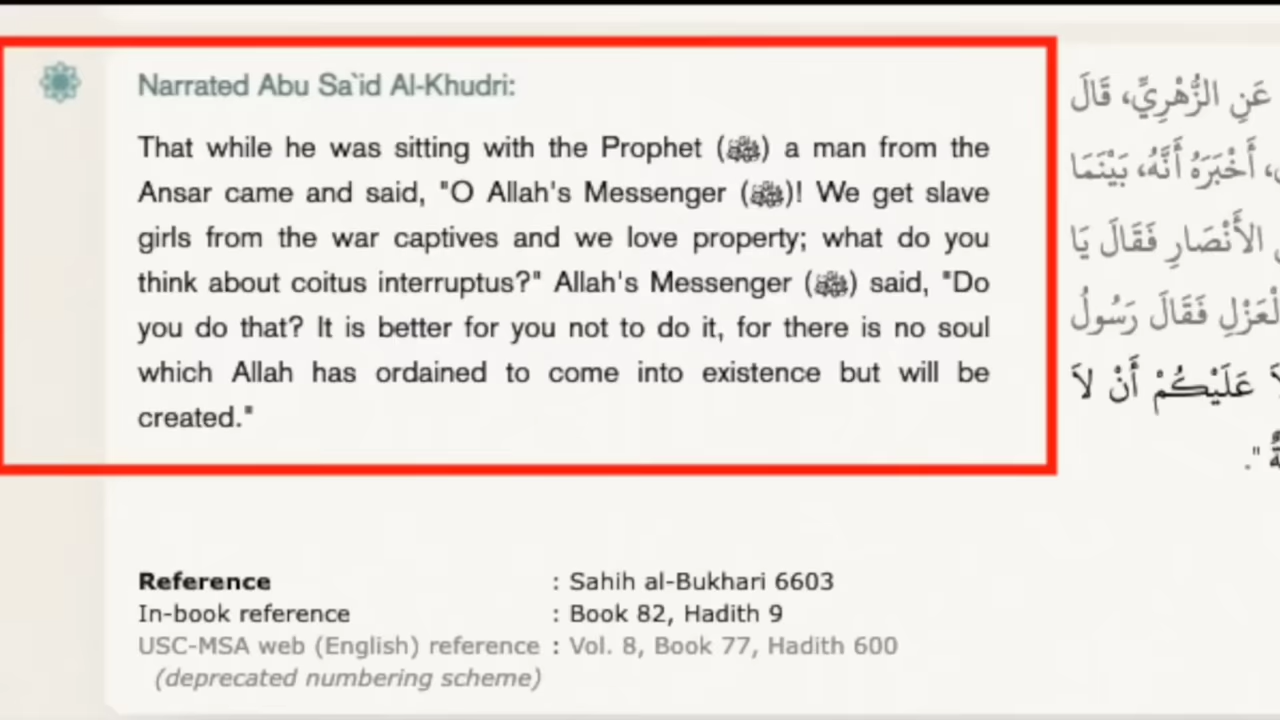 Narrated Abu Sa`id Al-Khudri:
That while he was sitting with the Prophet (ﷺ) a man from the
Ansar came and said, "O Allah's Messenger (ﷺ)! We get slave
girls from the war captives and we love property; what do you
think about coitus interruptus?" Allah's Messenger (ﷺ) said, "Do
you do that? It is better for you not to do it, for there is no soul
which Allah has ordained to come into existence but will be
created."
عَنِ الزُّهْرِيِّ، قَالَ
أَخْبَرَهُ أَنَّهُ، بَيْنَمَا
الأَنْصَارِ فَقَالَ يَا
الْعَزْلِ فَقَالَ رَسُولُ
عَلَيْكُمْ أَنْ لاَ
".
Reference : Sahih al-Bukhari 6603
In-book reference : Book 82, Hadith 9
USC-MSA web (English) reference : Vol. 8, Book 77, Hadith 600
(deprecated numbering scheme)